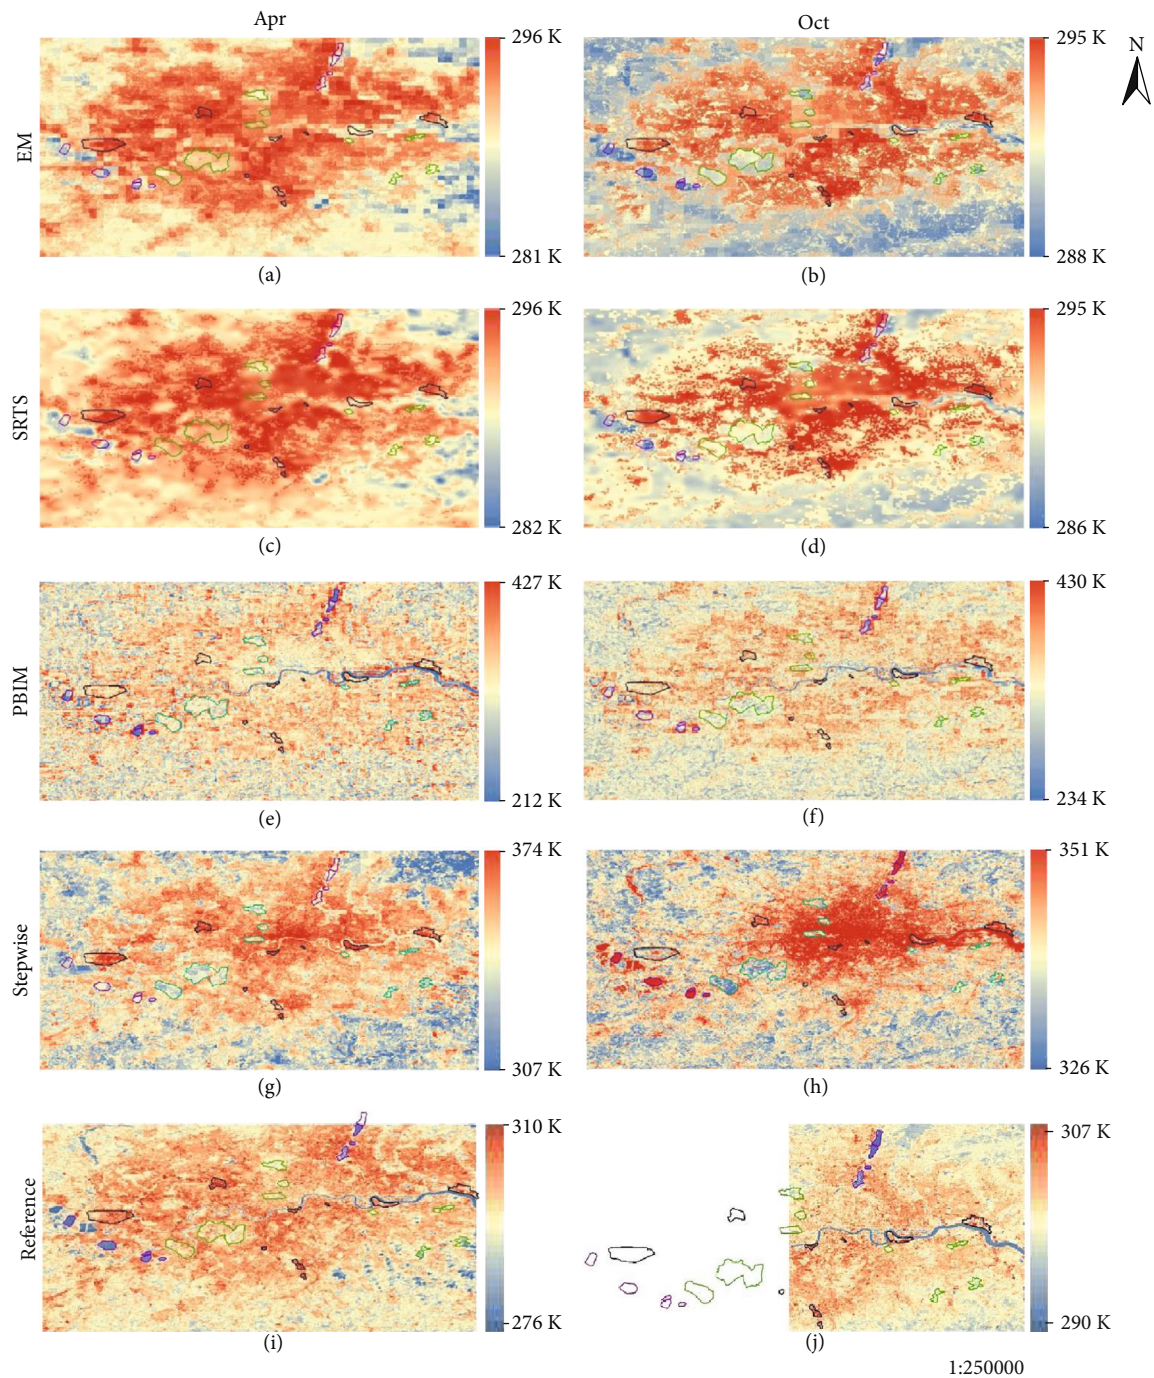 Apr
Oct
N
EM
296 K
281 K
295 K
288 K
(a)
(b)
SRTS
296 K
282 K
295 K
286 K
(c)
(d)
PBIM
427 K
212 K
430 K
234 K
(e)
(f)
Stepwise
374 K
307 K
351 K
326 K
(g)
(h)
Reference
310 K
276 K
307 K
290 K
(i)
(j)
1:250000